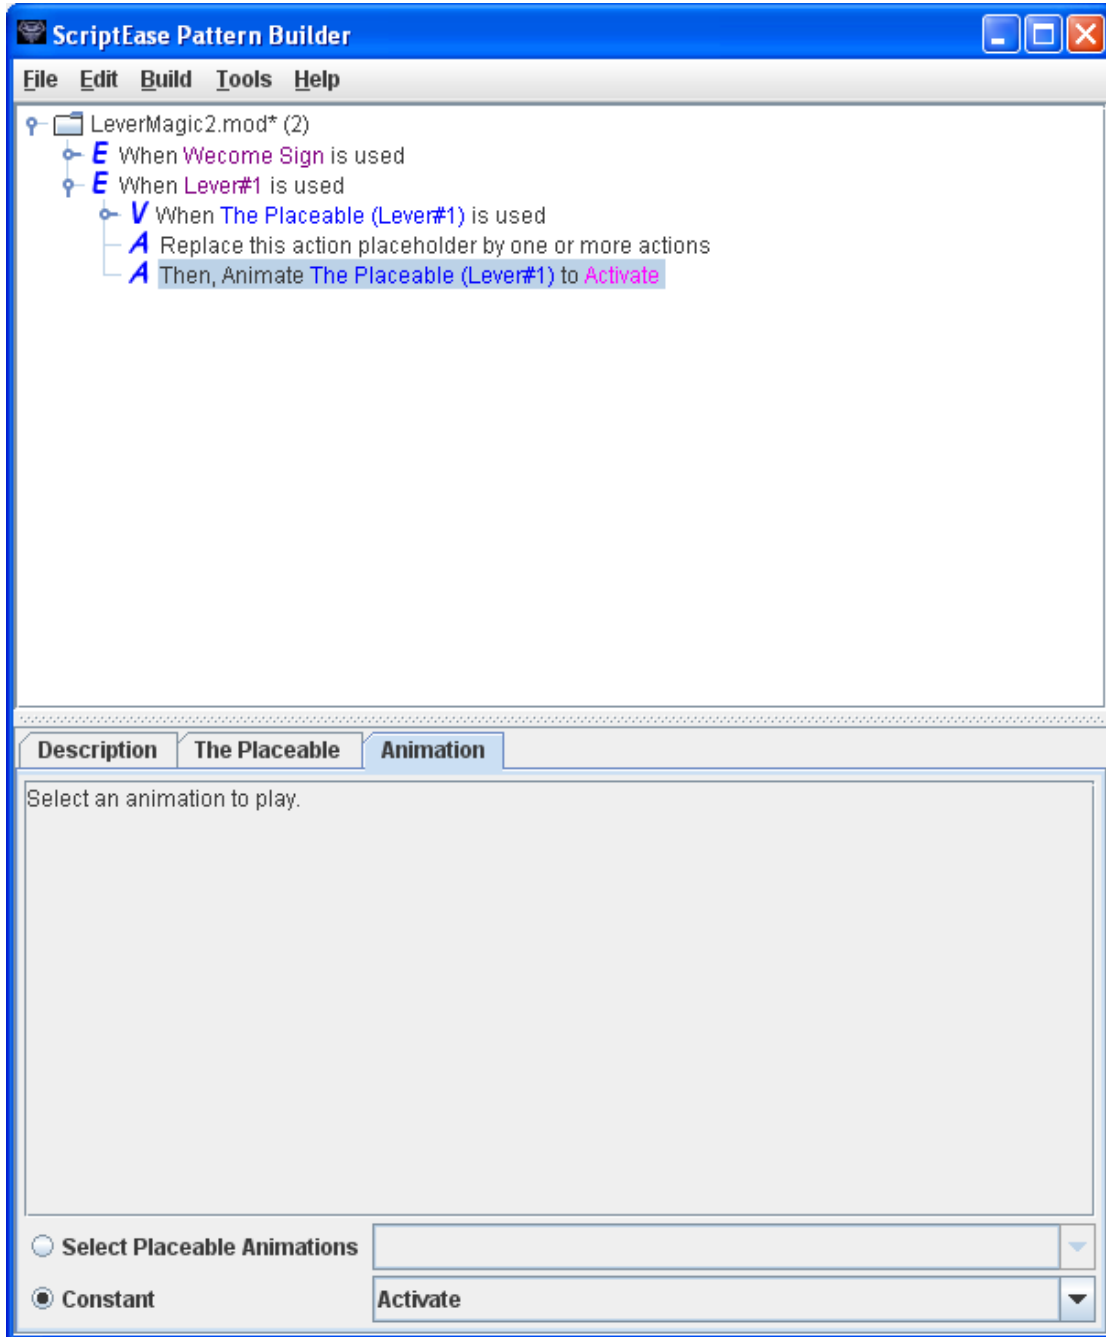 ScriptEase Pattern Builder
File Edit Build Tools Help
LeverMagic2.mod* (2)
E When Wecome Sign is used
E When Lever#1 is used
V When The Placeable (Lever#1) is used
A Replace this action placeholder by one or more actions
A Then, Animate The Placeable (Lever#1) to Activate
Description The Placeable Animation
Select an animation to play.
Select Placeable Animations
Constant Activate